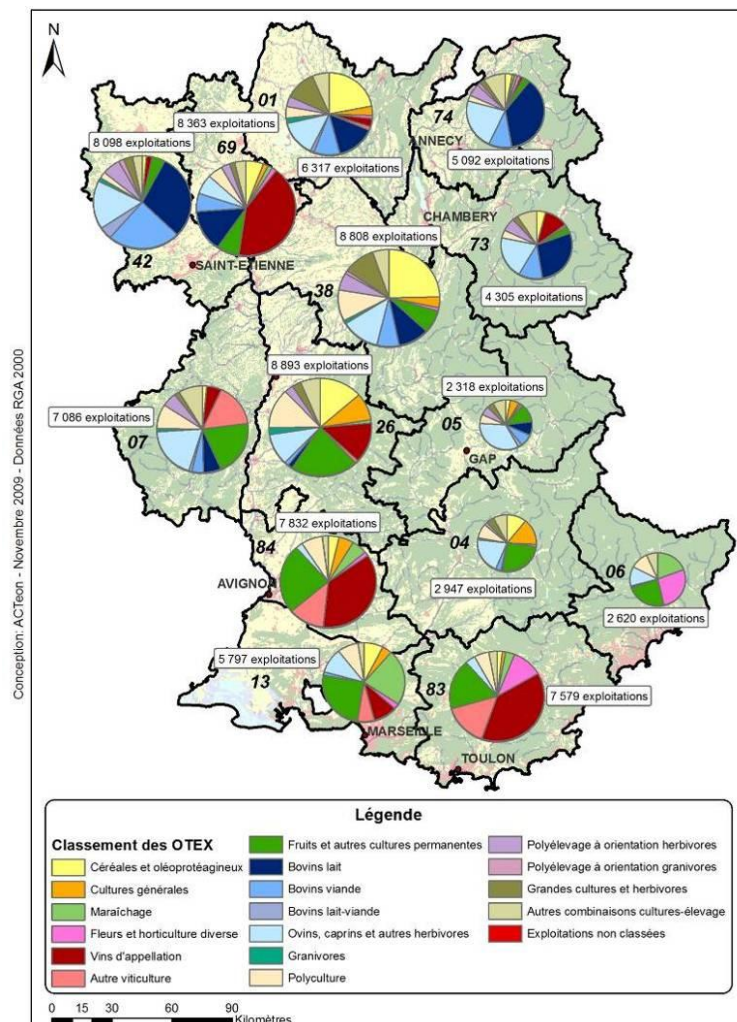 N
01
8 363 exploitations
74
ANNECY
8 098 exploitations
69
6 317 exploitations
5 092 exploitations
CHAMBERY
8 808 exploitations
73
42
SAINT-ETIENNE
38
4 305 exploitations
8 893 exploitations
2 318 exploitations
7 086 exploitations
26
05
07
GAP
7 832 exploitations
84
04
06
AVIGNO
2 947 exploitations
2 620 exploitations
5 797 exploitations
13
83
7 579 exploitations
MARSEILLE
TOULON
Conception: ACTeon - Novembre 2009 - Données RGA 2000
Légende
Classement des OTEX
Céréales et oléoprotéagineux
Cultures générales
Maraîchage
Fleurs et horticulture diverse
Vins d'appellation
Autre viticulture
Fruits et autres cultures permanentes
Bovins lait
Bovins viande
Bovins lait-viande
Ovins, caprins et autres herbivores
Granivores
Polyculture
Polyélevage à orientation herbivores
Polyélevage à orientation granivores
Grandes cultures et herbivores
Autres combinaisons cultures-élevage
Exploitations non classées
0 15 30 60 90
Kilomètres